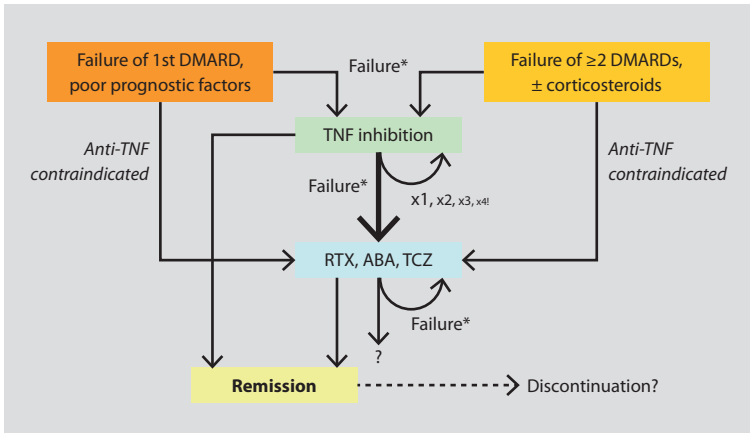 Failure of 1st DMARD,
poor prognostic factors
Failure*
Failure of ≥2 DMARDs,
± corticosteroids
TNF inhibition
Anti-TNF
contraindicated
Anti-TNF
contraindicated
Failure*
x1, x2, x3, x4!
RTX, ABA, TCZ
Failure*
?
Remission
Discontinuation?